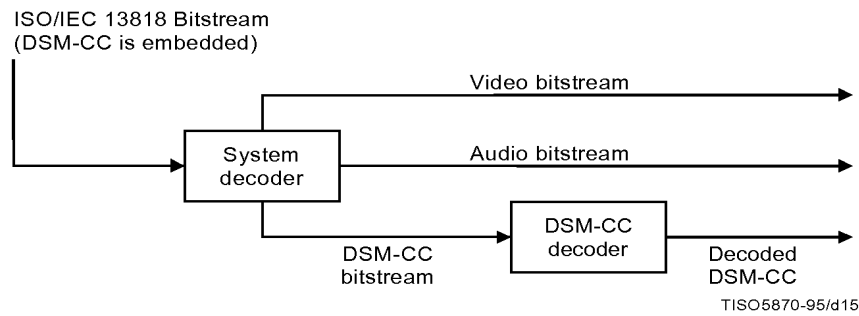 ISO/IEC 13818 Bitstream
(DSM-CC is embedded)
Video bitstream
System
decoder
Audio bitstream
DSM-CC
decoder
DSM-CC
bitstream
Decoded
DSM-CC
TISO5870-95/d15